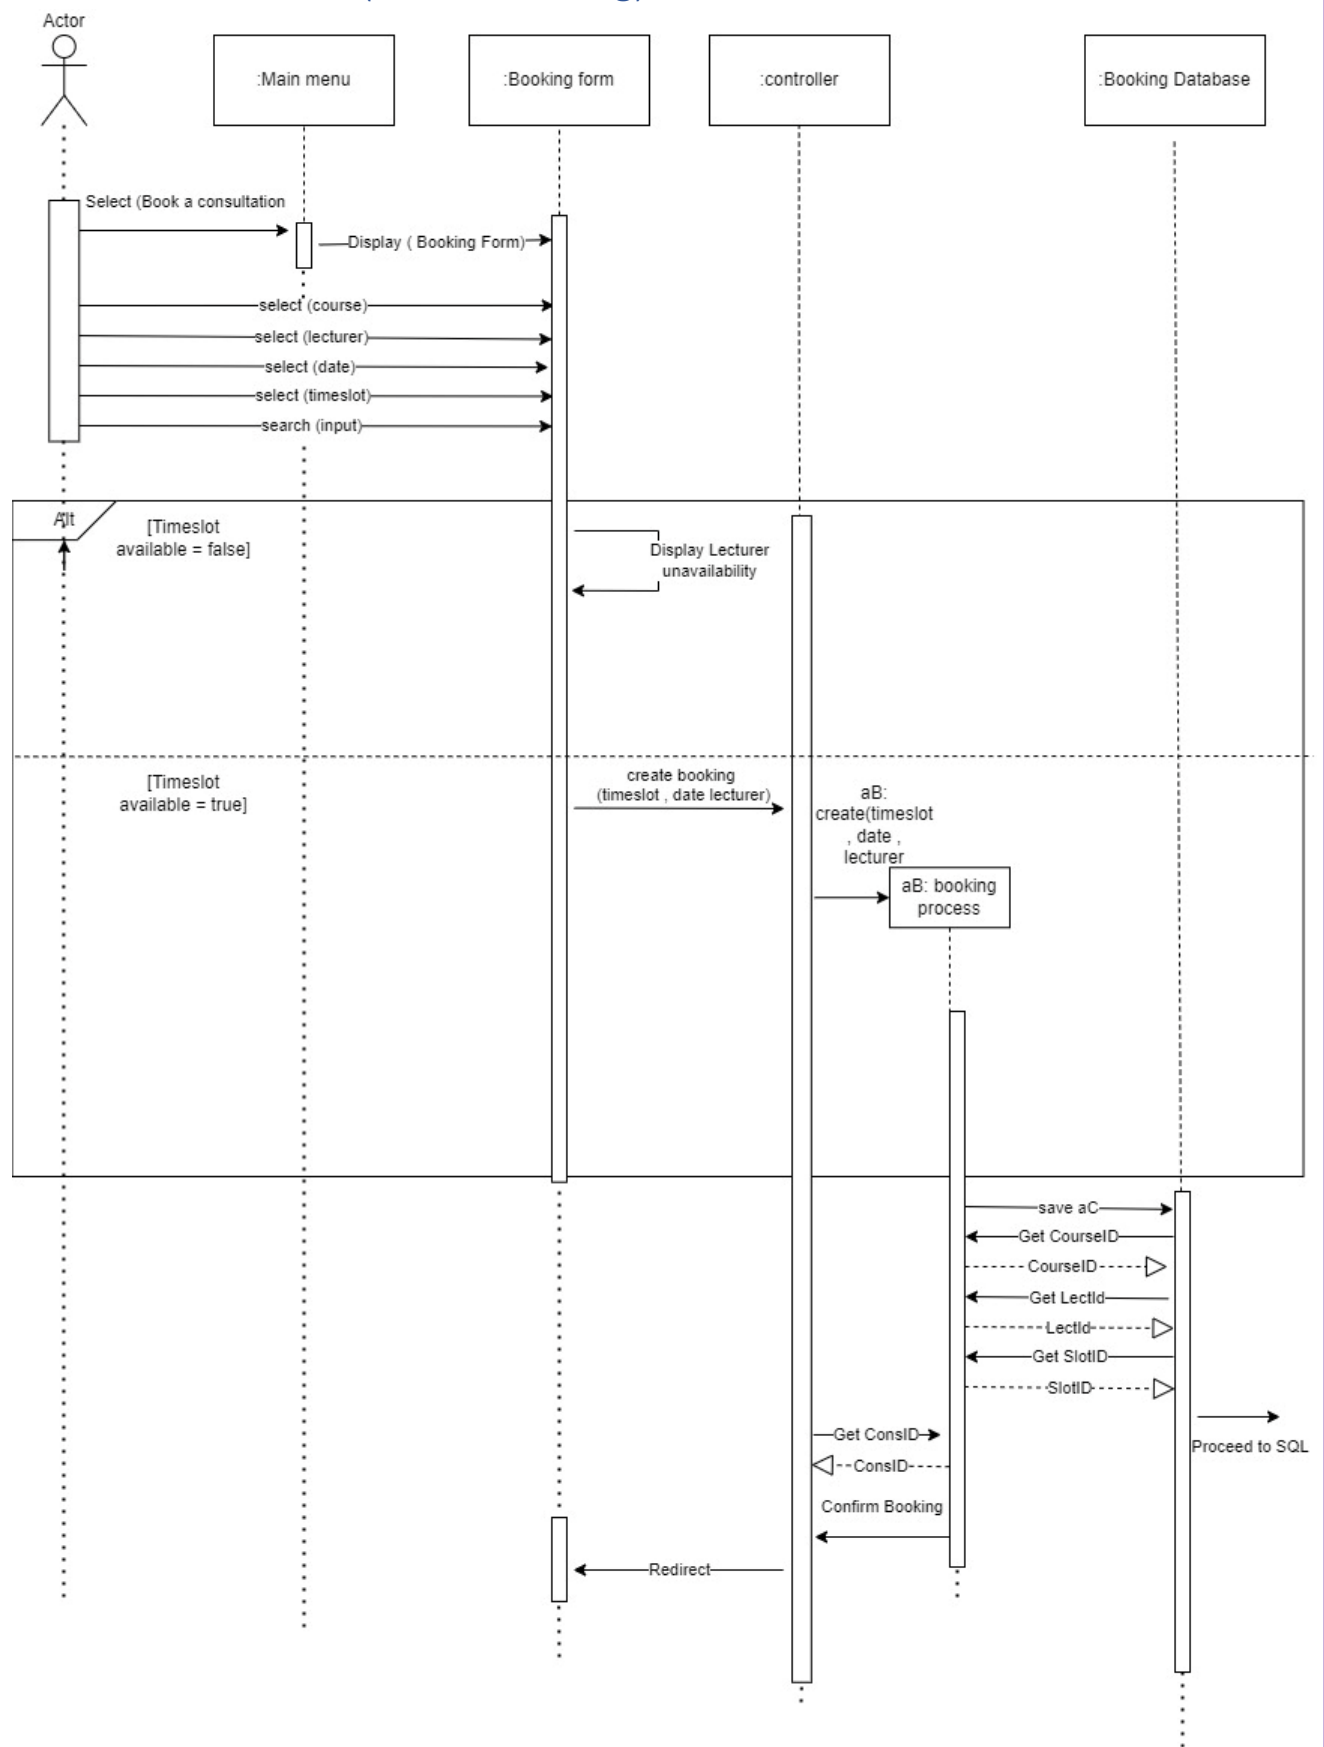 Actor
:Main menu
:Booking form
:controller
:Booking Database
Select (Book a consultation
Display ( Booking Form)
select (course)
select (lecturer)
select (date)
select (timeslot)
search (input)
Alt
[Timeslot
available = false]
Display Lecturer
unavailability
[Timeslot
available = true]
create booking
(timeslot , date lecturer)
aB:
create(timeslot
, date ,
lecturer
aB: booking
process
save aC
Get CourseID
CourseID
Get LectId
LectId
Get SlotID
SlotID
Proceed to SQL
Get ConsID
ConsID
Confirm Booking
Redirect